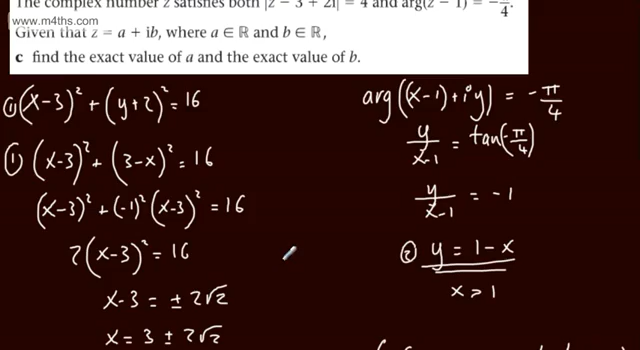 The complex number z satisfies both |z − 3 + 2i| = 4 and arg(z − 1) = −π/4.
www.m4ths.com
Given that z = a + ib, where a ∈ ℝ and b ∈ ℝ,
c find the exact value of a and the exact value of b.
① (x-3)² + (y+2)² = 16
① (x-3)² + (3-x)² = 16
(x-3)² + (-1)² (x-3)² = 16
2(x-3)² = 16
x-3 = ± 2√2
x = 3 ± 2√2
arg((x-1)+iy) = -π/4
y/(x-1) = tan(-π/4)
y/(x-1) = -1
② y = 1-x
x > 1